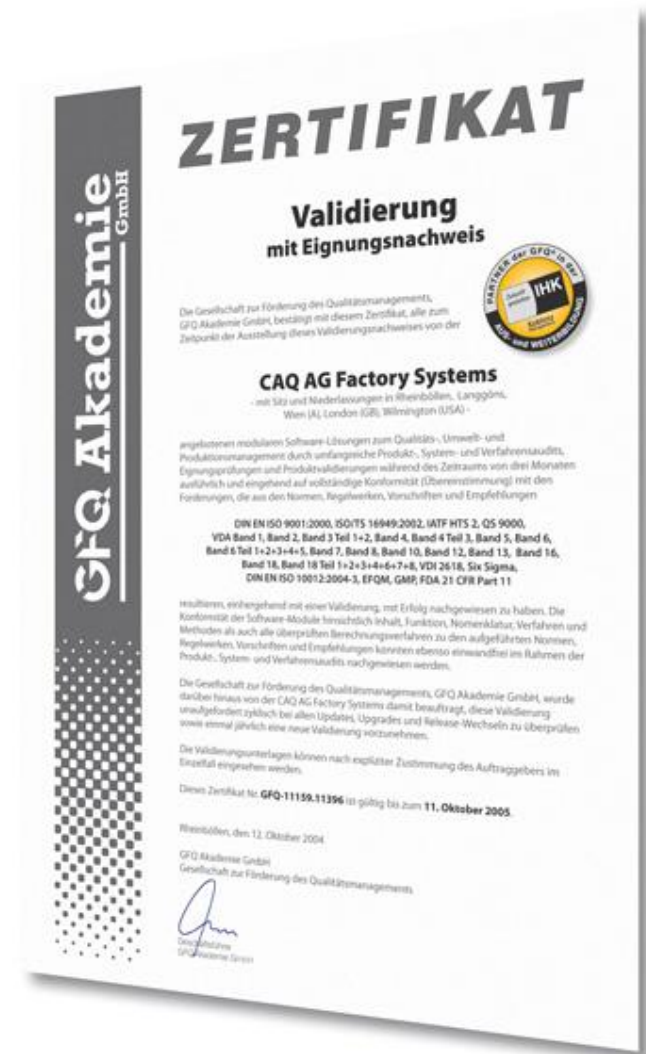 GFQ Akademie
GmbH
ZERTIFIKAT
Validierung
mit Eignungsnachweis
PARTNER der GFQ® in der
IHK
Koblenz
AUS- und WEITERBILDUNG
Die Gesellschaft zur Förderung des Qualitätsmanagements,
GFQ Akademie GmbH, bestätigt mit diesem Zertifikat, alle zum
Zeitpunkt der Ausstellung dieses Validierungsnachweises von der
CAQ AG Factory Systems
- mit Sitz und Niederlassungen in Rheinböllen, Langgöns,
Wien (A), London (GB), Wilmington (USA) -
angebotenen modularen Software-Lösungen zum Qualitäts-, Umwelt- und
Produktionsmanagement durch umfangreiche Produkt-, System- und Verfahrensaudits,
Eignungsprüfungen und Produktvalidierungen während des Zeitraums von drei Monaten
ausführlich und eingehend auf vollständige Konformität (Übereinstimmung) mit den
Forderungen, die aus den Normen, Regelwerken, Vorschriften und Empfehlungen
DIN EN ISO 9001:2000, ISO/TS 16949:2002, IATF HTS 2, QS 9000,
VDA Band 1, Band 2, Band 3 Teil 1+2, Band 4, Band 4 Teil 3, Band 5, Band 6,
Band 6 Teil 1+2+3+4+5, Band 7, Band 8, Band 10, Band 12, Band 13, Band 16,
Band 18, Band 18 Teil 1+2+3+4+6+7+8, VDI 2618, Six Sigma,
DIN EN ISO 10012:2004-3, EFQM, GMP, FDA 21 CFR Part 11
resultieren, einhergehend mit einer Validierung, mit Erfolg nachgewiesen zu haben. Die
Konformität der Software-Module hinsichtlich Inhalt, Funktion, Nomenklatur, Verfahren und
Methoden als auch alle überprüften Berechnungsverfahren zu den aufgeführten Normen,
Regelwerken, Vorschriften und Empfehlungen konnten ebenso einwandfrei im Rahmen der
Produkt-, System- und Verfahrensaudits nachgewiesen werden.
Die Gesellschaft zur Förderung des Qualitätsmanagements, GFQ Akademie GmbH, wurde
darüber hinaus von der CAQ AG Factory Systems damit beauftragt, diese Validierung
unaufgefordert zyklisch bei allen Updates, Upgrades und Release-Wechseln zu überprüfen
sowie einmal jährlich eine neue Validierung vorzunehmen.
Die Validierungsunterlagen können nach expliziter Zustimmung des Auftraggebers im
Einzelfall eingesehen werden.
Dieses Zertifikat Nr. GFQ-11159.11396 ist gültig bis zum 11. Oktober 2005.
Rheinböllen, den 12. Oktober 2004
GFQ Akademie GmbH
Gesellschaft zur Förderung des Qualitätsmanagements
GFQ Akademie GmbH